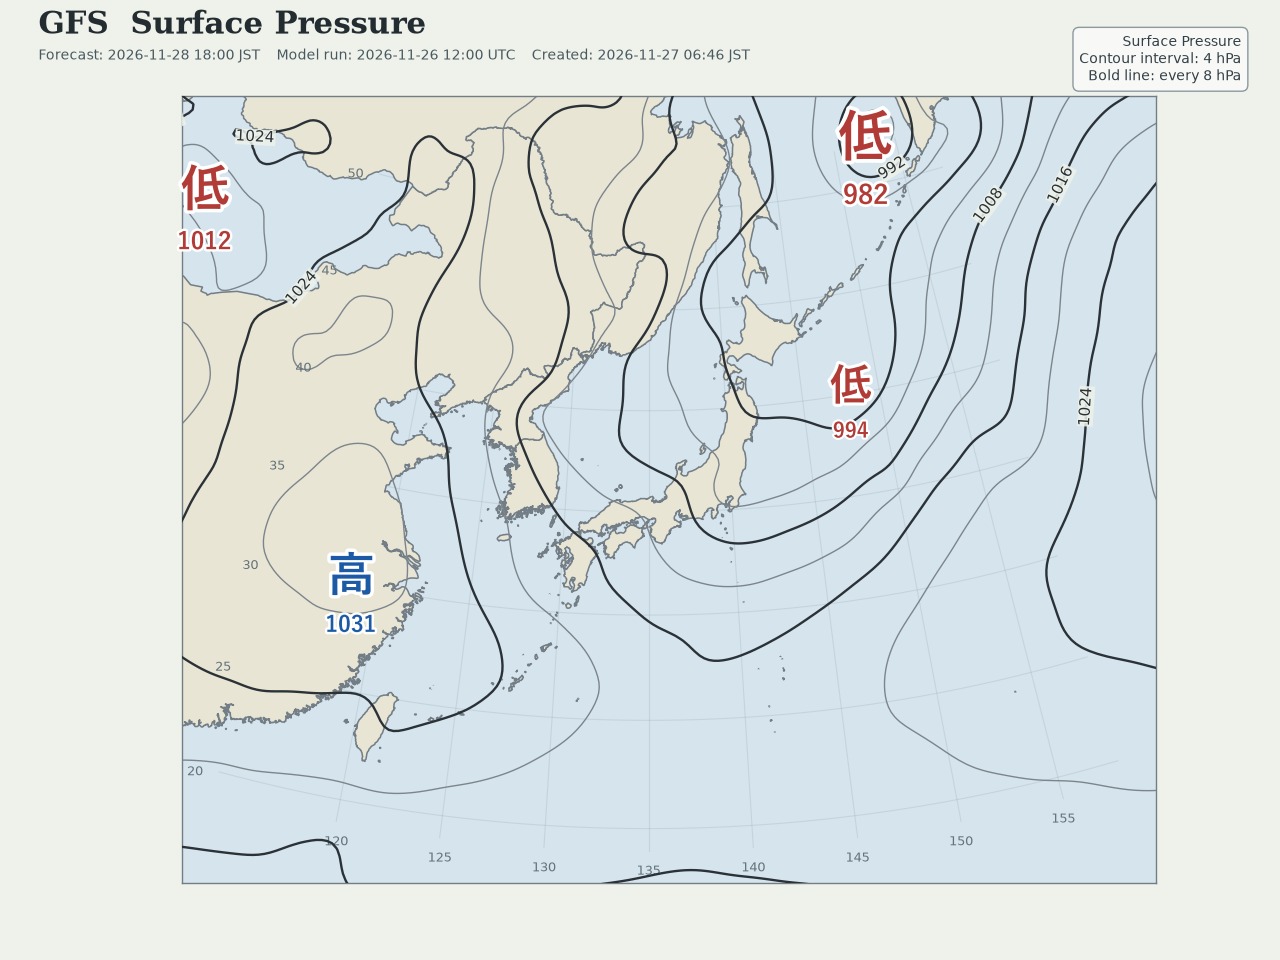 GFS  Surface Pressure
Forecast: 2026-11-28 18:00 JST    Model run: 2026-11-26 12:00 UTC    Created: 2026-11-27 06:46 JST
Surface Pressure
Contour interval: 4 hPa
Bold line: every 8 hPa
1024
低
982
992
50
低
1012
1008
1016
45
1024
40
低
994
1024
35
30
高
1031
25
20
120
125
130
135
140
145
150
155